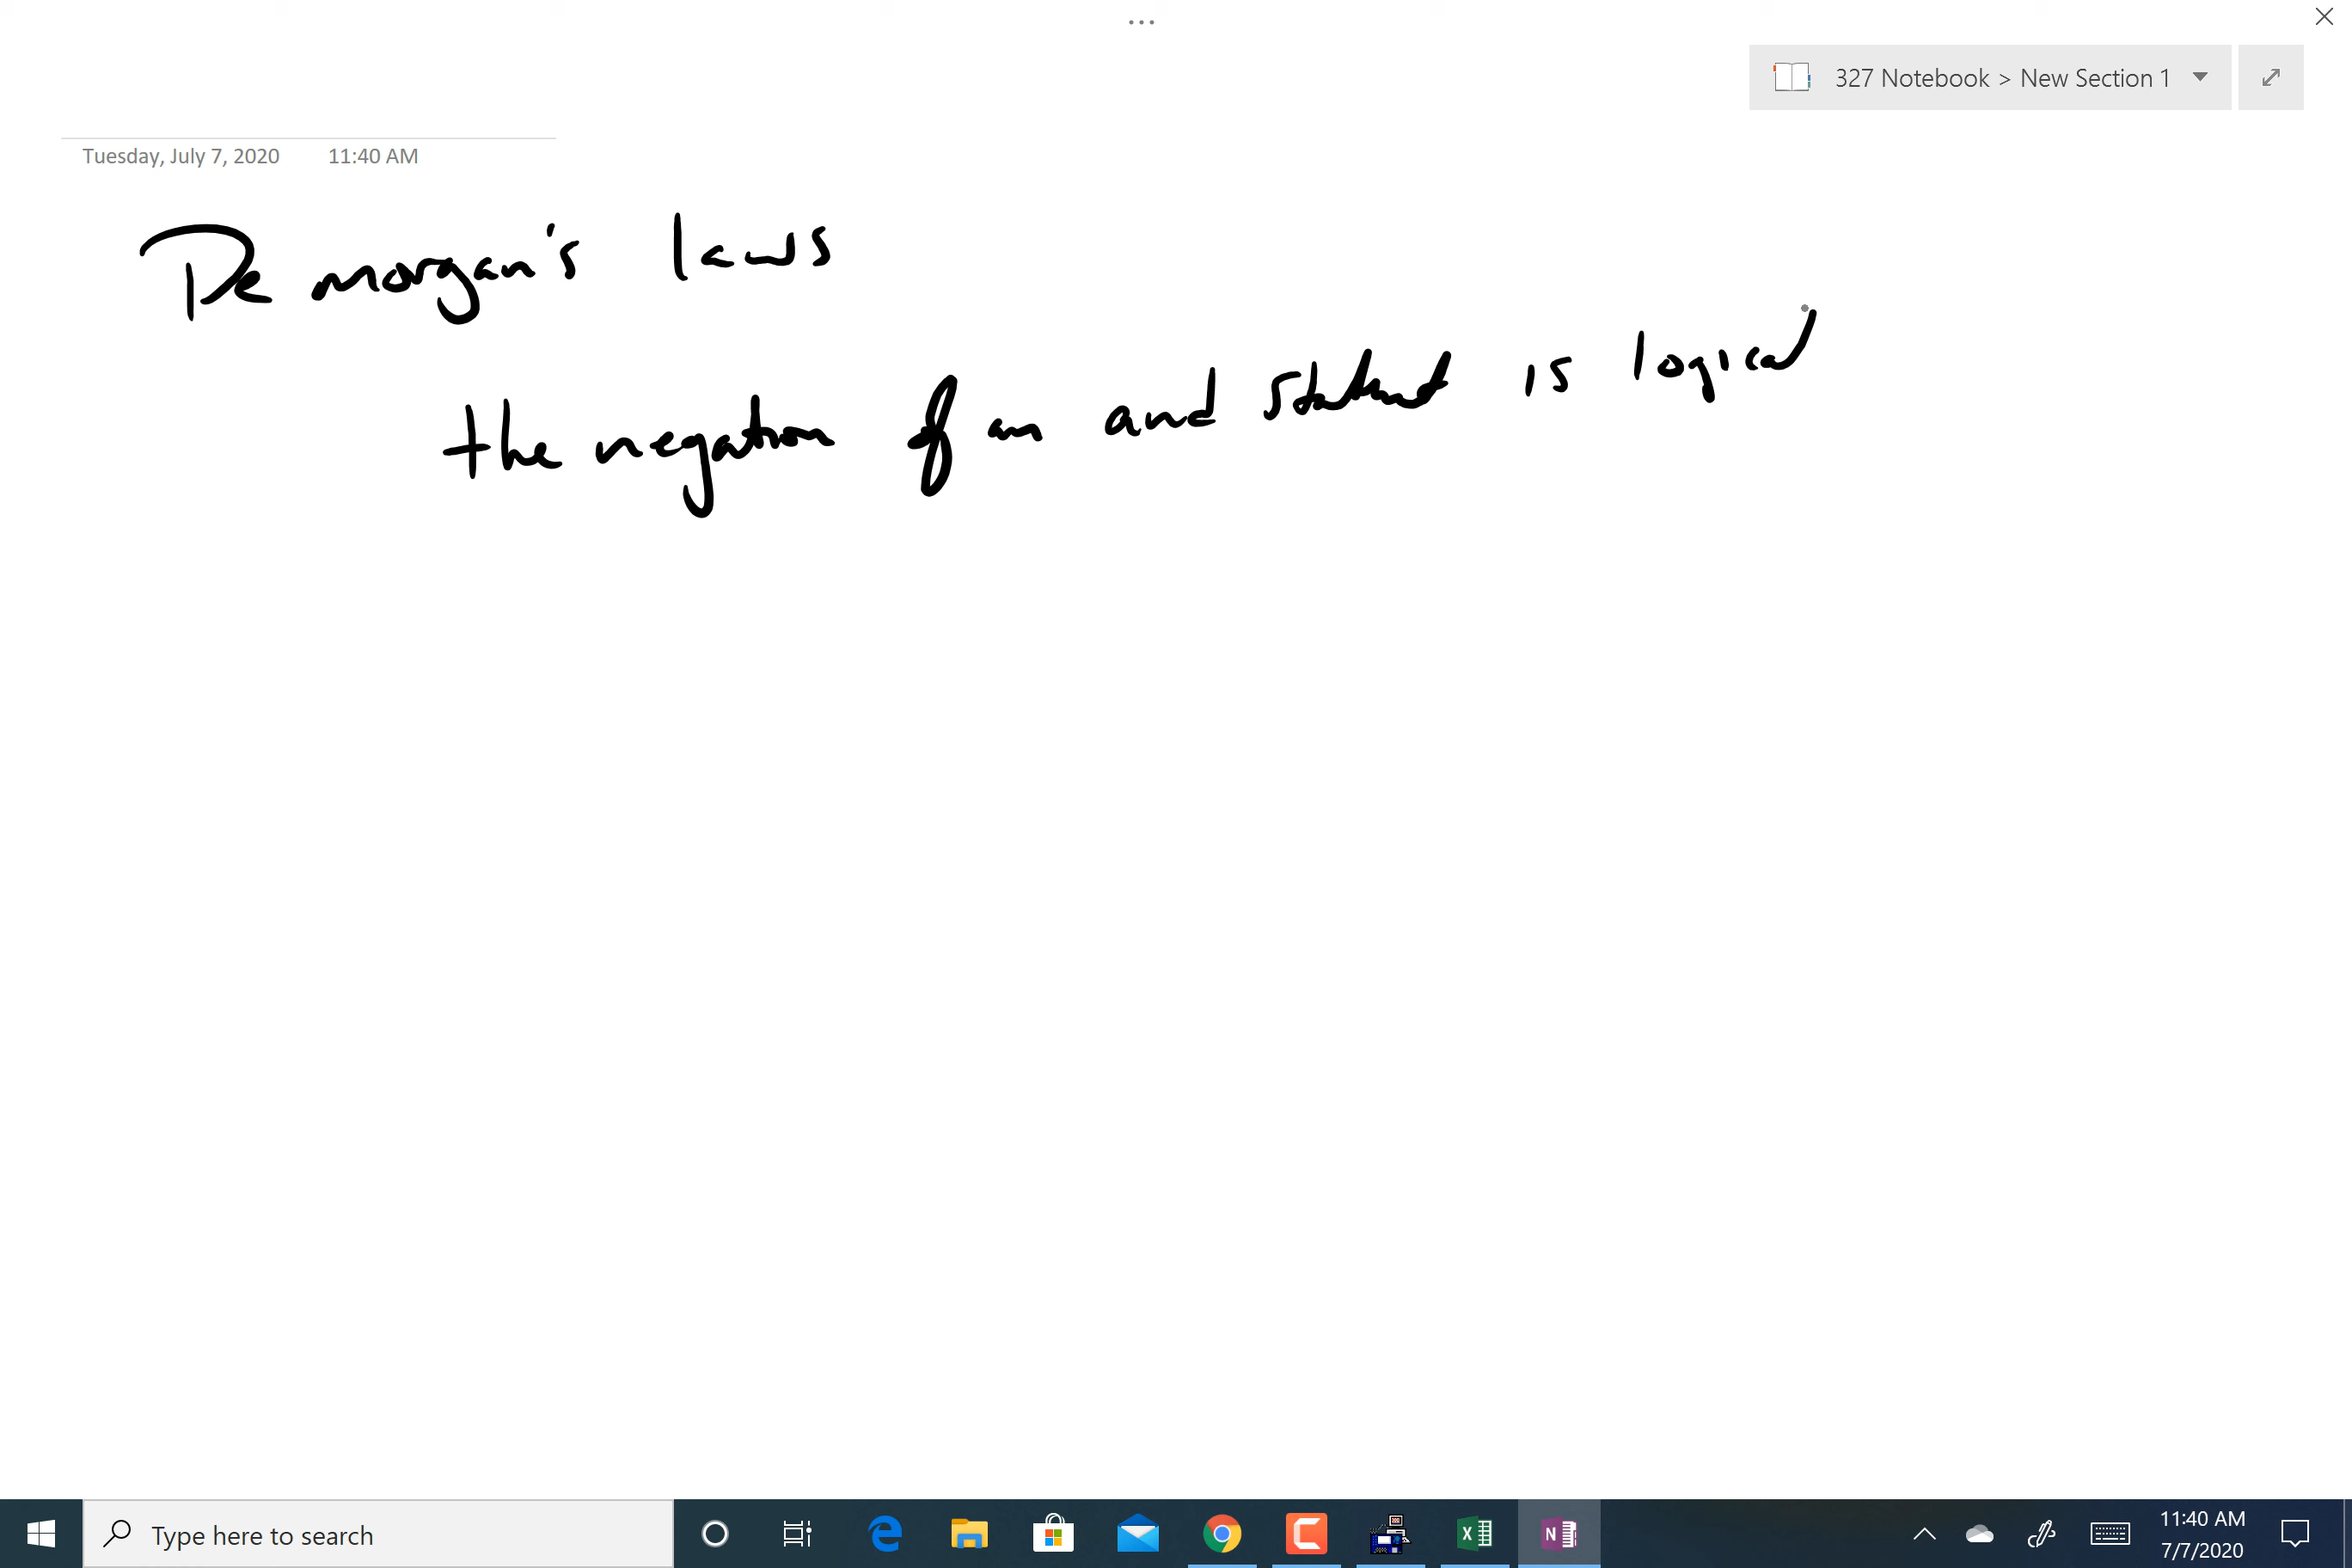 327 Notebook > New Section 1
Tuesday, July 7, 2020 11:40 AM
De morgan's laws
the negation of an and statement is logical
Type here to search
11:40 AM
7/7/2020